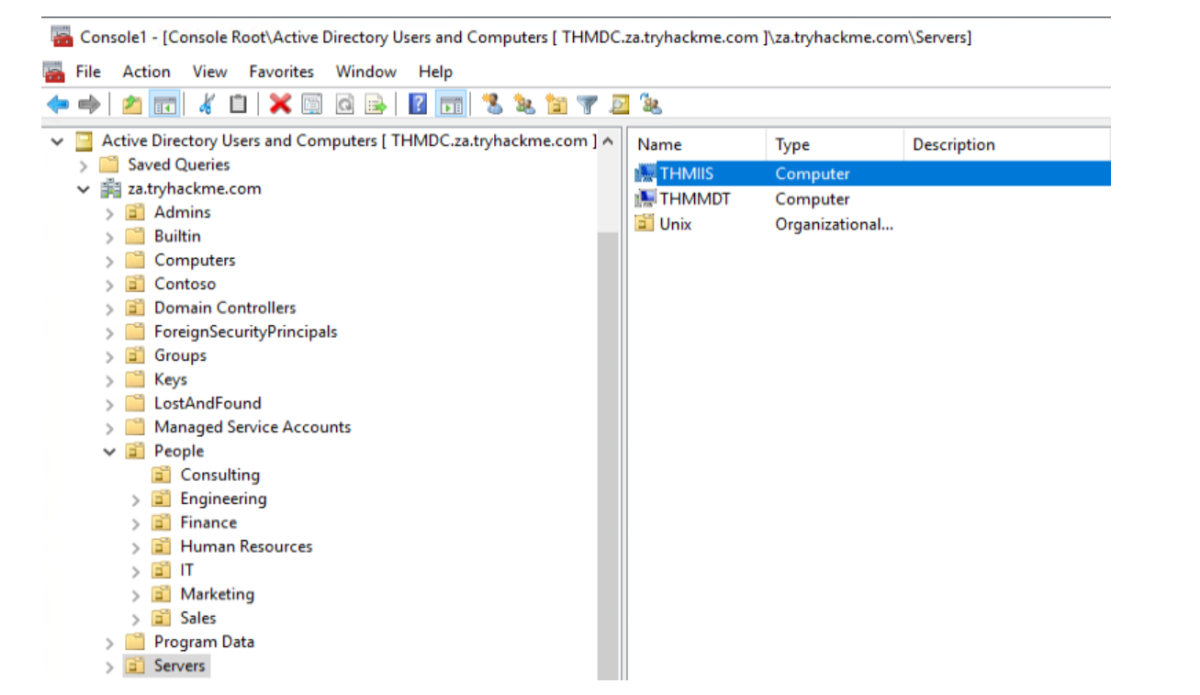 Console1 - [Console Root\Active Directory Users and Computers [ THMDC.za.tryhackme.com ]\za.tryhackme.com\Servers]
File Action View Favorites Window Help
Active Directory Users and Computers [ THMDC.za.tryhackme.com ]
Saved Queries
za.tryhackme.com
Admins
Builtin
Computers
Contoso
Domain Controllers
ForeignSecurityPrincipals
Groups
Keys
LostAndFound
Managed Service Accounts
People
Consulting
Engineering
Finance
Human Resources
IT
Marketing
Sales
Program Data
Servers
Name Type Description
THMIIS Computer
THMMDT Computer
Unix Organizational...